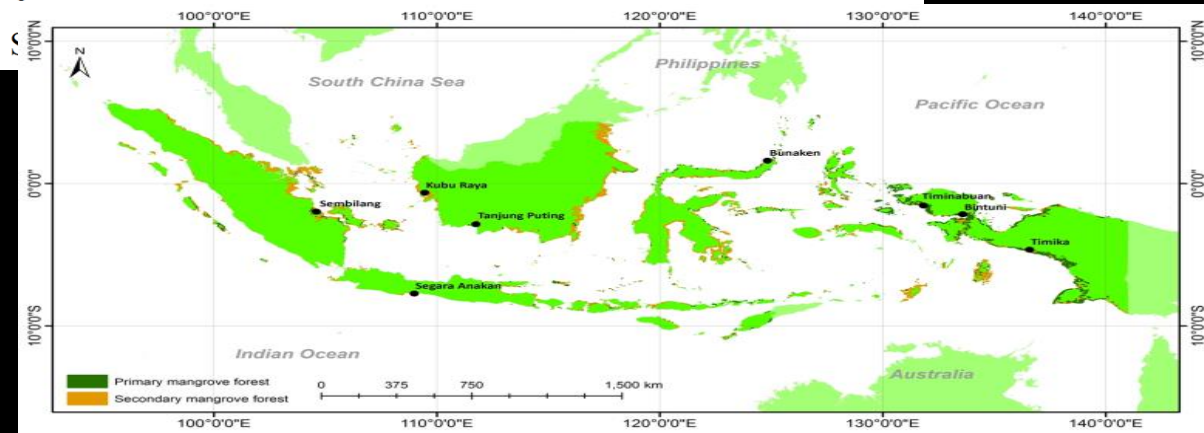 100°0'0"E 110°0'0"E 120°0'0"E 130°0'0"E 140°0'0"E
10°0'0"N 10°0'0"N
N
South China Sea
Philippines
Pacific Ocean
Bunaken
0°0'0" 0°0'0"
Kubu Raya
Sembilang
Tanjung Puting
Timinabuan
Bintuni
Timika
Segara Anakan
10°0'0"S 10°0'0"S
Indian Ocean
Australia
Primary mangrove forest
Secondary mangrove forest
0 375 750 1,500 km
100°0'0"E 110°0'0"E 120°0'0"E 130°0'0"E 140°0'0"E